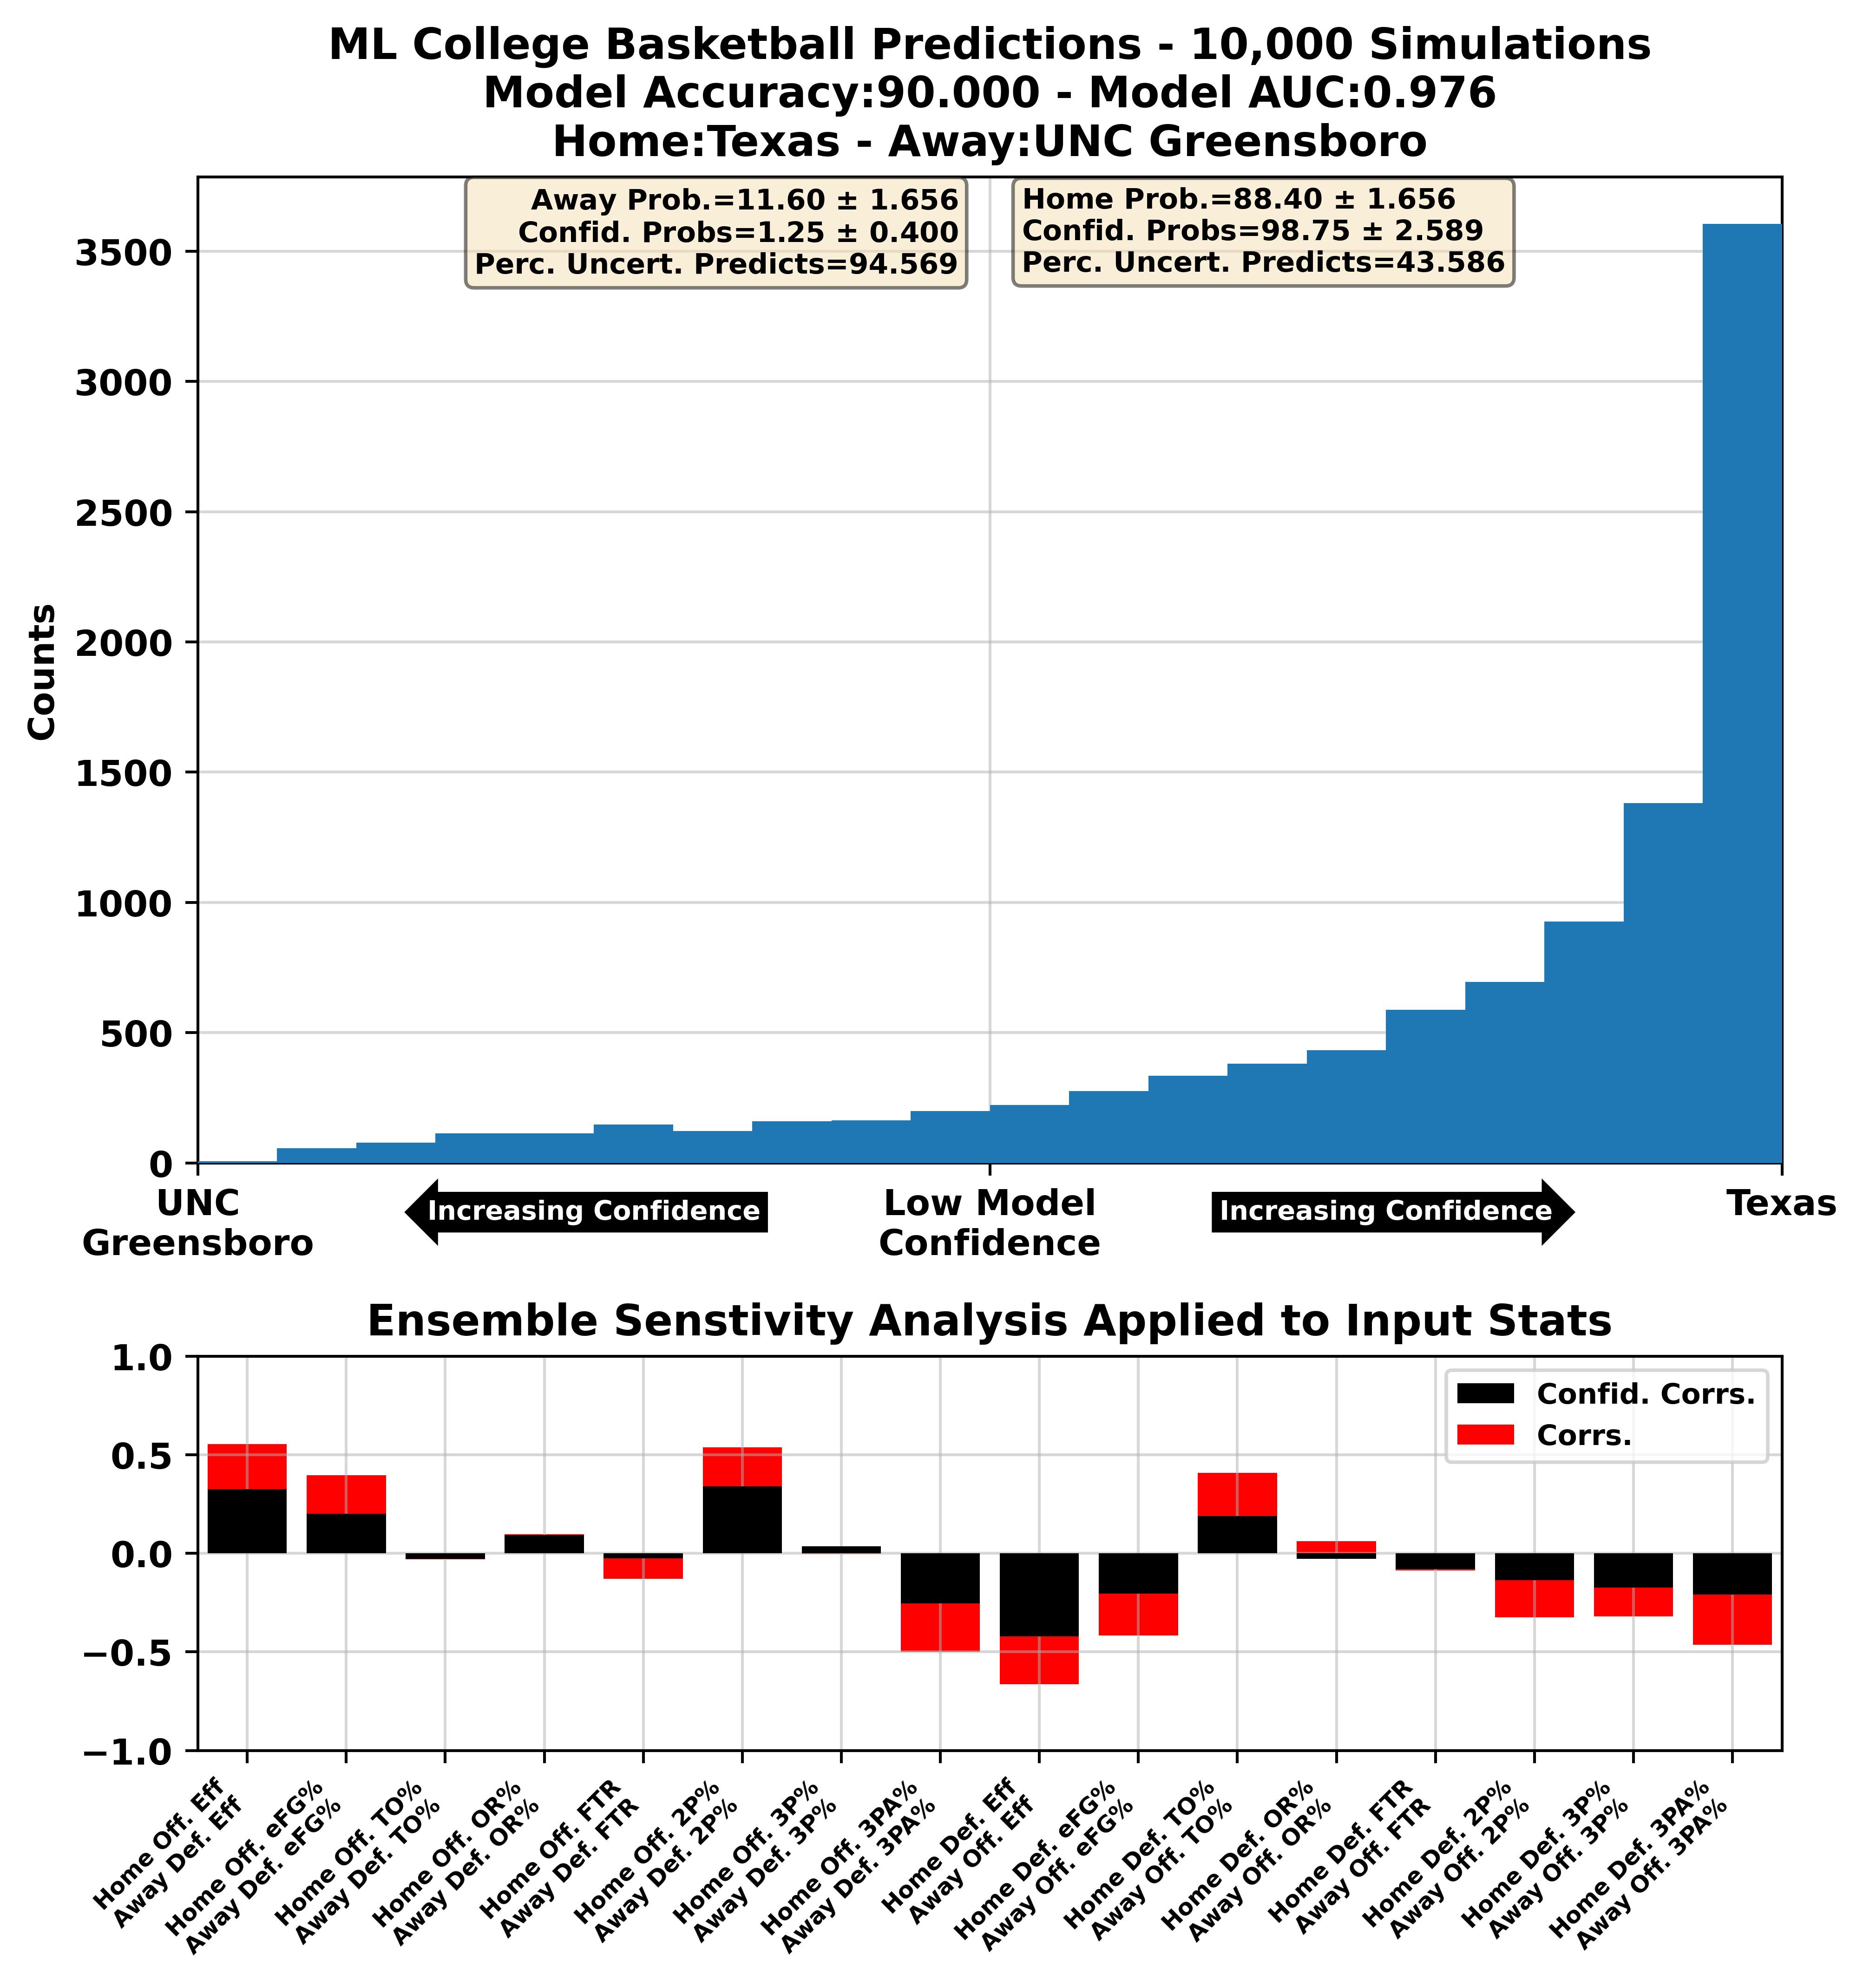 ML College Basketball Predictions - 10,000 Simulations
Model Accuracy:90.000 - Model AUC:0.976
Home:Texas - Away:UNC Greensboro
Away Prob.=11.60 ± 1.656
Confid. Probs=1.25 ± 0.400
Perc. Uncert. Predicts=94.569
Home Prob.=88.40 ± 1.656
Confid. Probs=98.75 ± 2.589
Perc. Uncert. Predicts=43.586
Counts
3500
3000
2500
2000
1500
1000
500
0
UNC
Greensboro
Increasing Confidence
Low Model
Confidence
Increasing Confidence
Texas
Ensemble Senstivity Analysis Applied to Input Stats
1.0
0.5
0.0
−0.5
−1.0
Confid. Corrs.
Corrs.
Home Off. Eff
Away Def. Eff
Home Off. eFG%
Away Def. eFG%
Home Off. TO%
Away Def. TO%
Home Off. OR%
Away Def. OR%
Home Off. FTR
Away Def. FTR
Home Off. 2P%
Away Def. 2P%
Home Off. 3P%
Away Def. 3P%
Home Off. 3PA%
Away Def. 3PA%
Home Def. Eff
Away Off. Eff
Home Def. eFG%
Away Off. eFG%
Home Def. TO%
Away Off. TO%
Home Def. OR%
Away Off. OR%
Home Def. FTR
Away Off. FTR
Home Def. 2P%
Away Off. 2P%
Home Def. 3P%
Away Off. 3P%
Home Def. 3PA%
Away Off. 3PA%